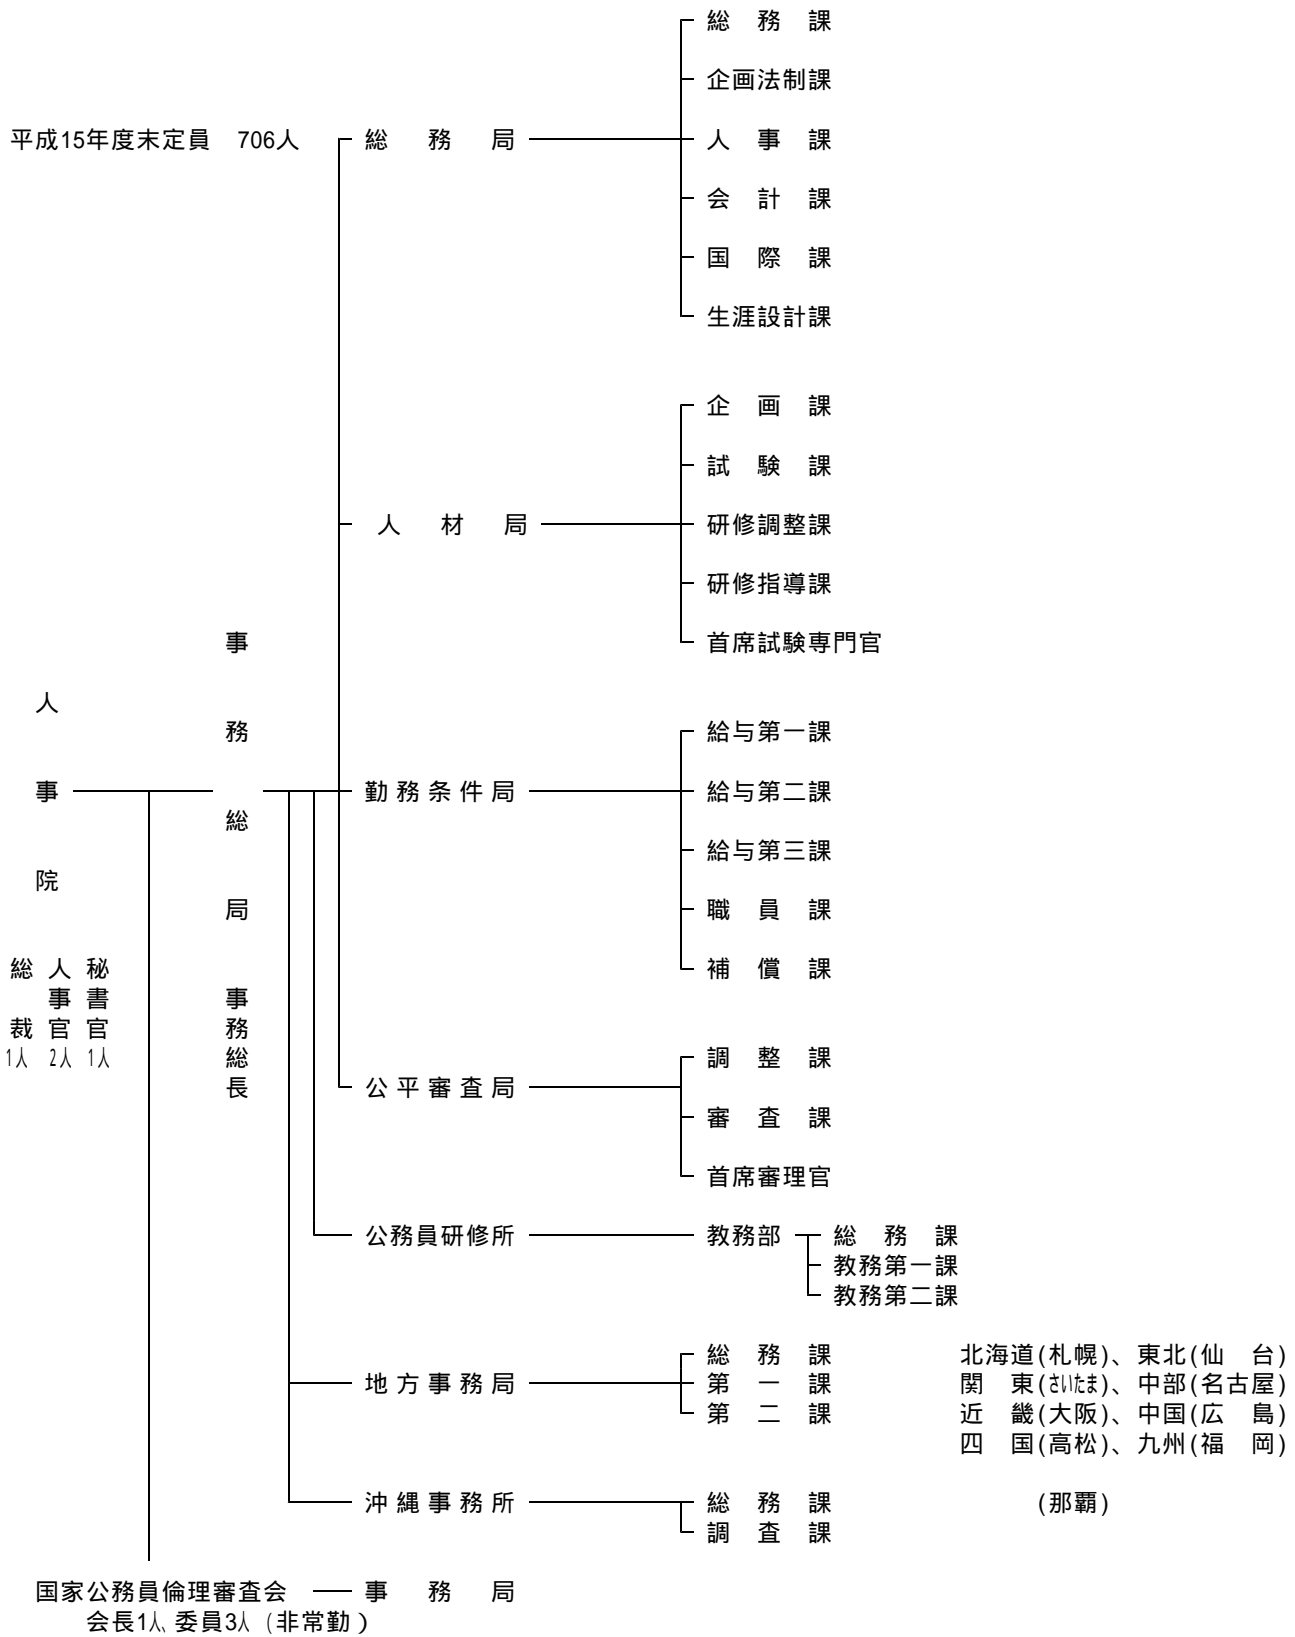 平成15年度末定員 706人
人事院
総裁 1人
人事官 2人
秘書官 1人
事務総局
事務総長
総務局
総務課
企画法制課
人事課
会計課
国際課
生涯設計課
人材局
企画課
試験課
研修調整課
研修指導課
首席試験専門官
勤務条件局
給与第一課
給与第二課
給与第三課
職員課
補償課
公平審査局
調整課
審査課
首席審理官
公務員研修所
教務部
総務課
教務第一課
教務第二課
地方事務局
総務課
第一課
第二課
北海道(札幌)、東北(仙台)
関東(さいたま)、中部(名古屋)
近畿(大阪)、中国(広島)
四国(高松)、九州(福岡)
沖縄事務所
総務課
調査課
(那覇)
国家公務員倫理審査会
事務局
会長1人、委員3人(非常勤)